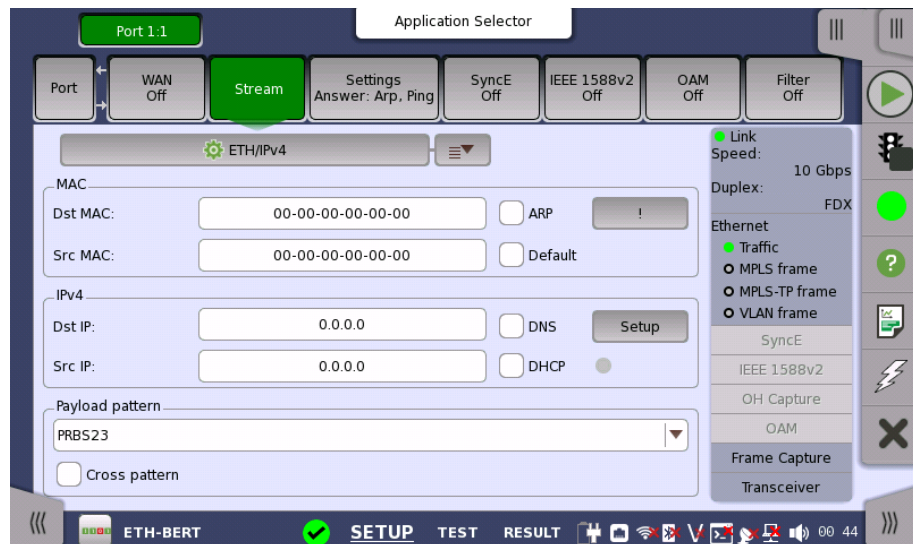 Application Selector
Port 1:1
Port
WAN
Off
Stream
Settings
Answer: Arp, Ping
SyncE
Off
IEEE 1588v2
Off
OAM
Off
Filter
Off
ETH/IPv4
MAC
Dst MAC:
00-00-00-00-00-00
ARP
!
Src MAC:
00-00-00-00-00-00
Default
IPv4
Dst IP:
0.0.0.0
DNS
Setup
Src IP:
0.0.0.0
DHCP
Payload pattern
PRBS23
Cross pattern
Link
Speed:
10 Gbps
Duplex:
FDX
Ethernet
Traffic
MPLS frame
MPLS-TP frame
VLAN frame
SyncE
IEEE 1588v2
OH Capture
OAM
Frame Capture
Transceiver
?
ETH-BERT
SETUP
TEST
RESULT
00 44